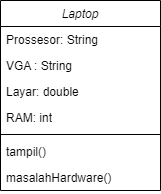 Laptop
Prossesor: String
VGA : String
Layar: double
RAM: int
tampil()
masalahHardware()